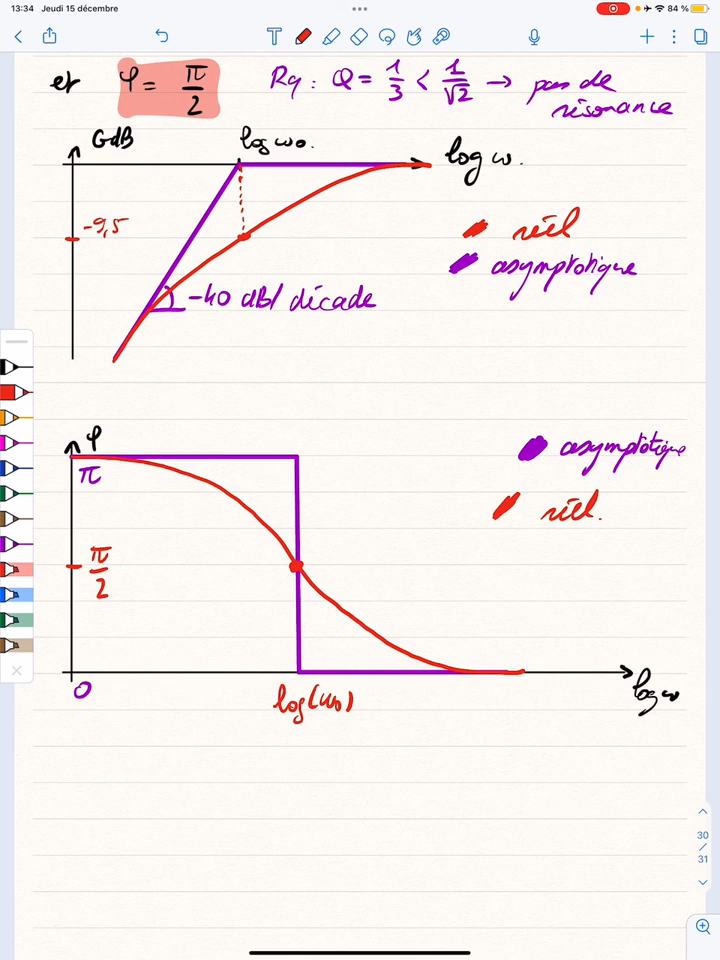 13:34 Jeudi 15 décembre
84 %
et φ = π/2 Rq : Q = 1/3 < 1/√2 → pas de
résonance
GdB
log ω₀.
log ω.
-9,5
réel
asymptotique
-40 dB/décade
φ
π
asymptotique
réel.
π/2
0
log(ω₀)
log ω
30
/
31